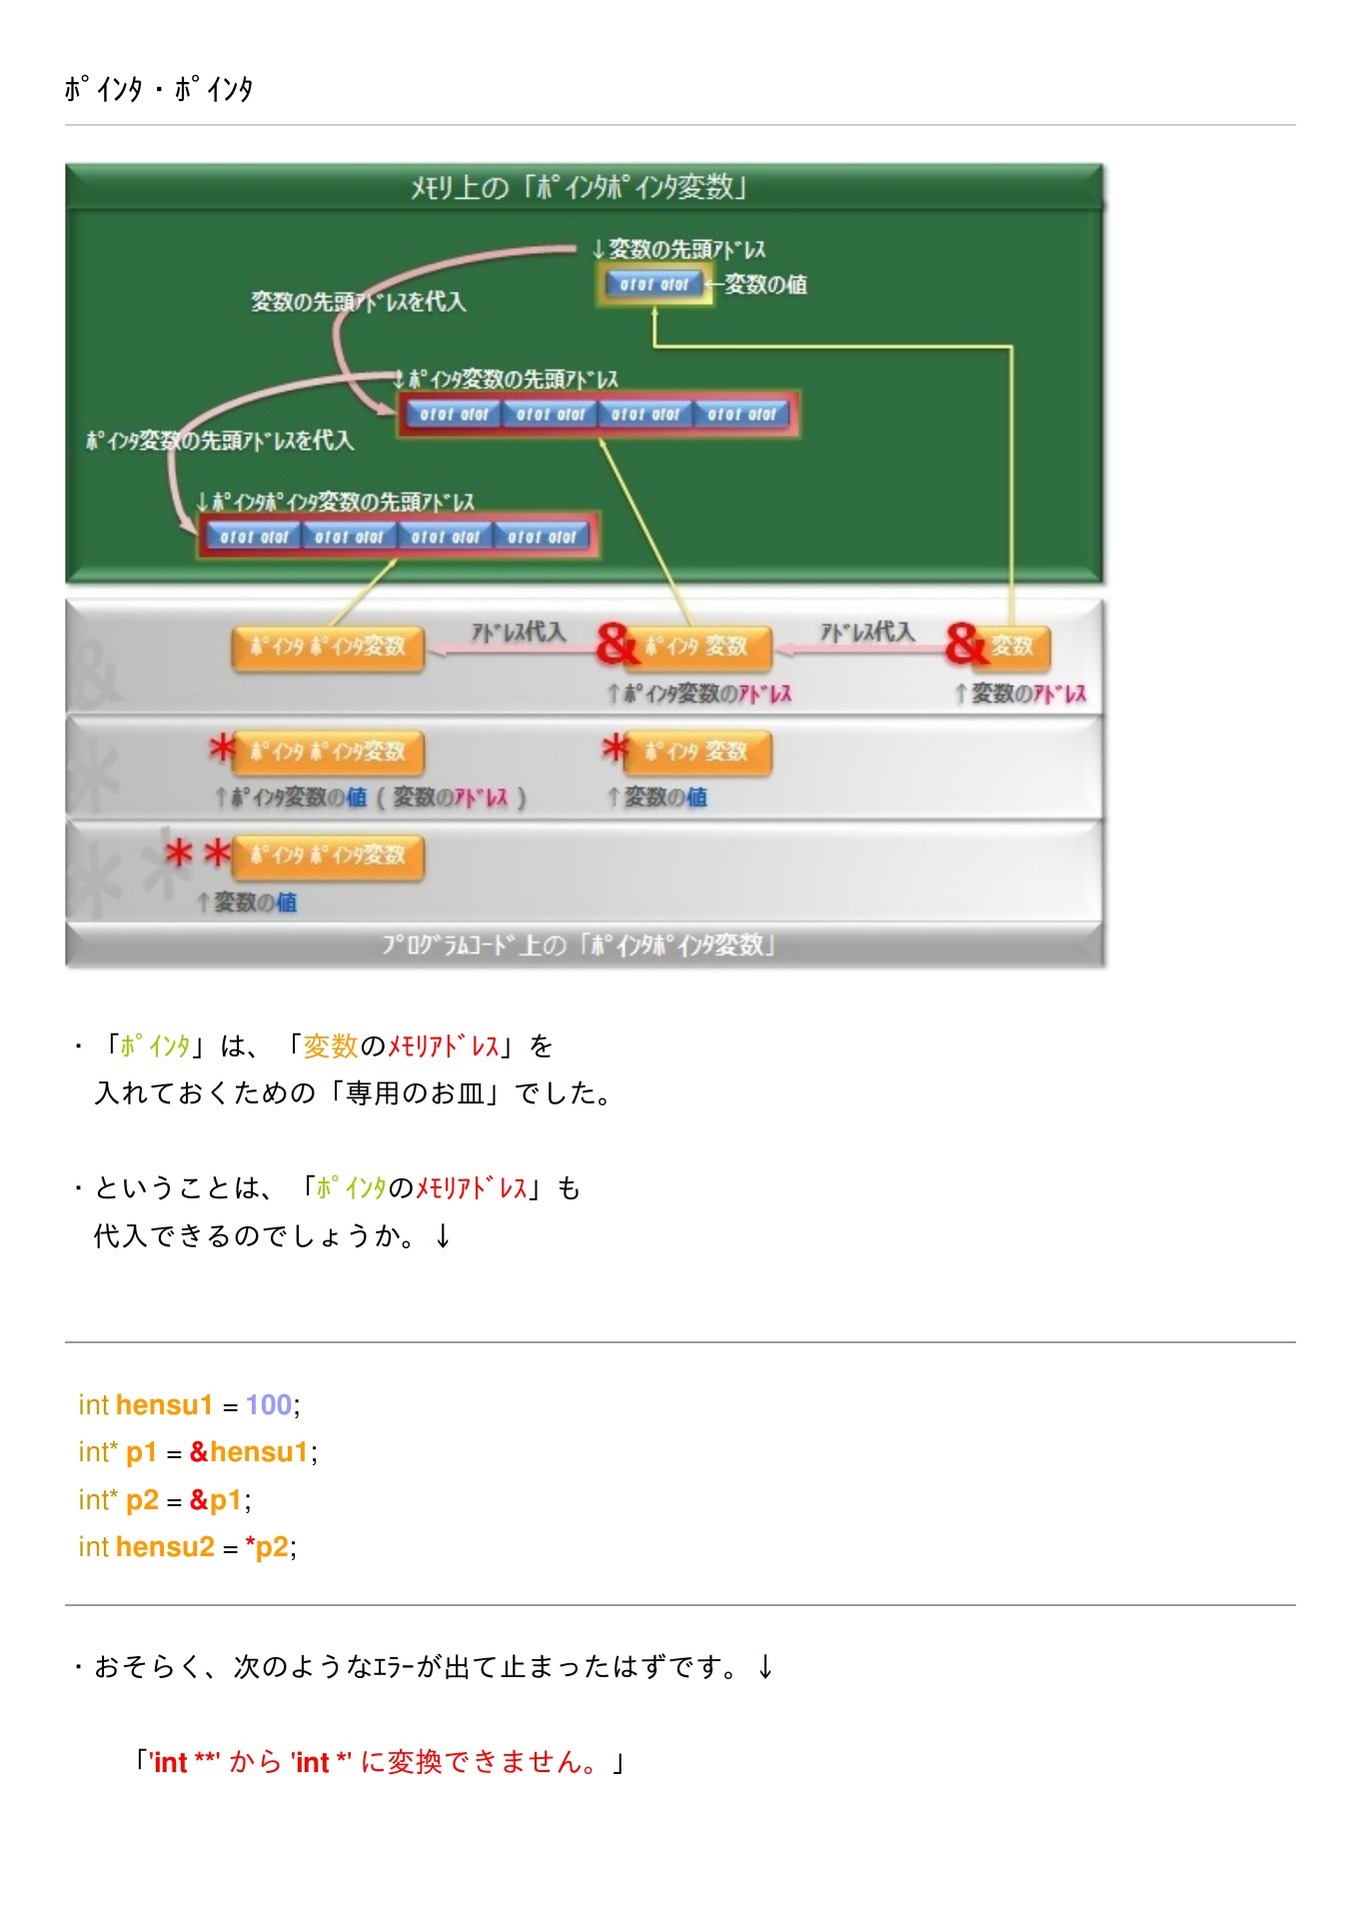 ﾎﾟｲﾝﾀ・ﾎﾟｲﾝﾀ
ﾒﾓﾘ上の「ﾎﾟｲﾝﾀﾎﾟｲﾝﾀ変数」
↓変数の先頭ｱﾄﾞﾚｽ
0101 0101
←変数の値
変数の先頭ｱﾄﾞﾚｽを代入
↓ﾎﾟｲﾝﾀ変数の先頭ｱﾄﾞﾚｽ
0101 0101 0101 0101 0101 0101 0101 0101
ﾎﾟｲﾝﾀ変数の先頭ｱﾄﾞﾚｽを代入
↓ﾎﾟｲﾝﾀﾎﾟｲﾝﾀ変数の先頭ｱﾄﾞﾚｽ
0101 0101 0101 0101 0101 0101 0101 0101
&
ﾎﾟｲﾝﾀ ﾎﾟｲﾝﾀ変数 ｱﾄﾞﾚｽ代入 &ﾎﾟｲﾝﾀ 変数 ｱﾄﾞﾚｽ代入 &変数
↑ﾎﾟｲﾝﾀ変数のｱﾄﾞﾚｽ ↑変数のｱﾄﾞﾚｽ
*
*ﾎﾟｲﾝﾀ ﾎﾟｲﾝﾀ変数 *ﾎﾟｲﾝﾀ 変数
↑ﾎﾟｲﾝﾀ変数の値 ( 変数のｱﾄﾞﾚｽ ) ↑変数の値
**
**ﾎﾟｲﾝﾀ ﾎﾟｲﾝﾀ変数
↑変数の値
ﾌﾟﾛｸﾞﾗﾑｺｰﾄﾞ上の「ﾎﾟｲﾝﾀﾎﾟｲﾝﾀ変数」
・「ﾎﾟｲﾝﾀ」は、「変数のﾒﾓﾘｱﾄﾞﾚｽ」を
入れておくための「専用のお皿」でした。
・ということは、「ﾎﾟｲﾝﾀのﾒﾓﾘｱﾄﾞﾚｽ」も
代入できるのでしょうか。↓
int hensu1 = 100;
int* p1 = &hensu1;
int* p2 = &p1;
int hensu2 = *p2;
・おそらく、次のようなｴﾗｰが出て止まったはずです。↓
「'int **' から 'int *' に変換できません。」